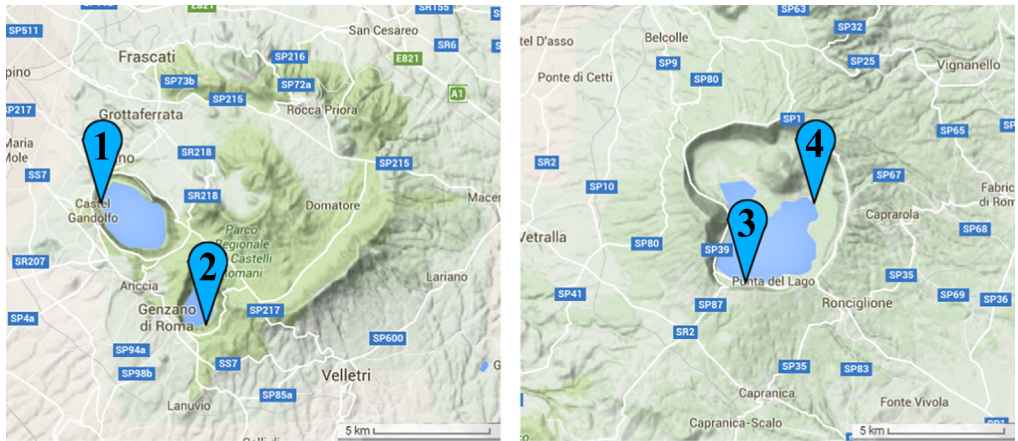 SP511
E821
SR155
SR
San Cesareo
SR6
Frascati
SP216
E821
pino
SP73b
SP72a
A1
SP215
SP217
Grottaferrata
Rocca Priora
Maria
Mole
1
no
SR218
SP215
SS7
SR218
Macer
Castel
Gandolfo
Domatore
Parco
Regionale
Castelli
omani
2
SR207
Ariccia
Lariano
Genzano
di Roma
SP217
SP4a
SP600
SP94a
SS7
SP98b
Velletri
SP85a
Lanuvio
5 km
SP63
tel D'asso
Belcolle
SP32
SP9
SP25
Vignanello
Ponte di Cetti
SP80
SP1
SP65
4
SR2
SP67
SP10
Fabric
di Rom
Caprarola
3
SP68
Vetralla
SP80
SP39
Punta del Lago
SP35
SP41
SP87
Ronciglione
SP69
SP36
SR2
SP35
SP83
Capranica
Fonte Vivola
Capranica-Scalo
SP1
5 km